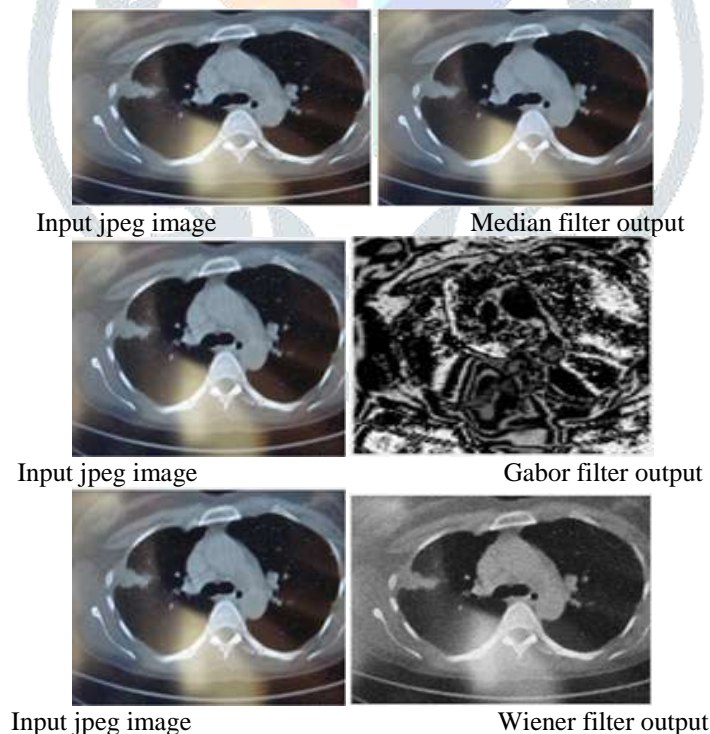 Input jpeg image Median filter output
Input jpeg image Gabor filter output
Input jpeg image Wiener filter output